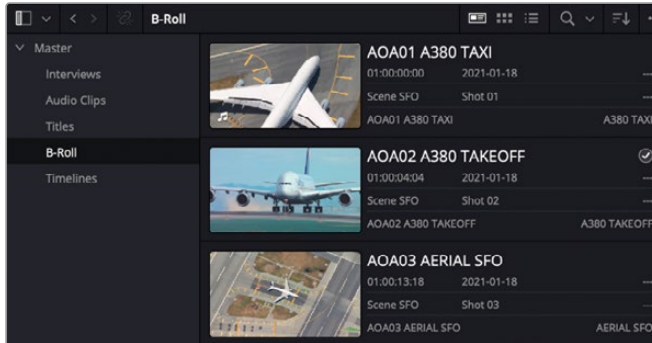 B-Roll
Master
Interviews
Audio Clips
Titles
B-Roll
Timelines
AOA01 A380 TAXI
01:00:00:00 2021-01-18
Scene SFO Shot 01
AOA01 A380 TAXI A380 TAXI
AOA02 A380 TAKEOFF
01:00:04:04 2021-01-18
Scene SFO Shot 02
AOA02 A380 TAKEOFF A380 TAKEOFF
AOA03 AERIAL SFO
01:00:13:18 2021-01-18
Scene SFO Shot 03
AOA03 AERIAL SFO AERIAL SFO